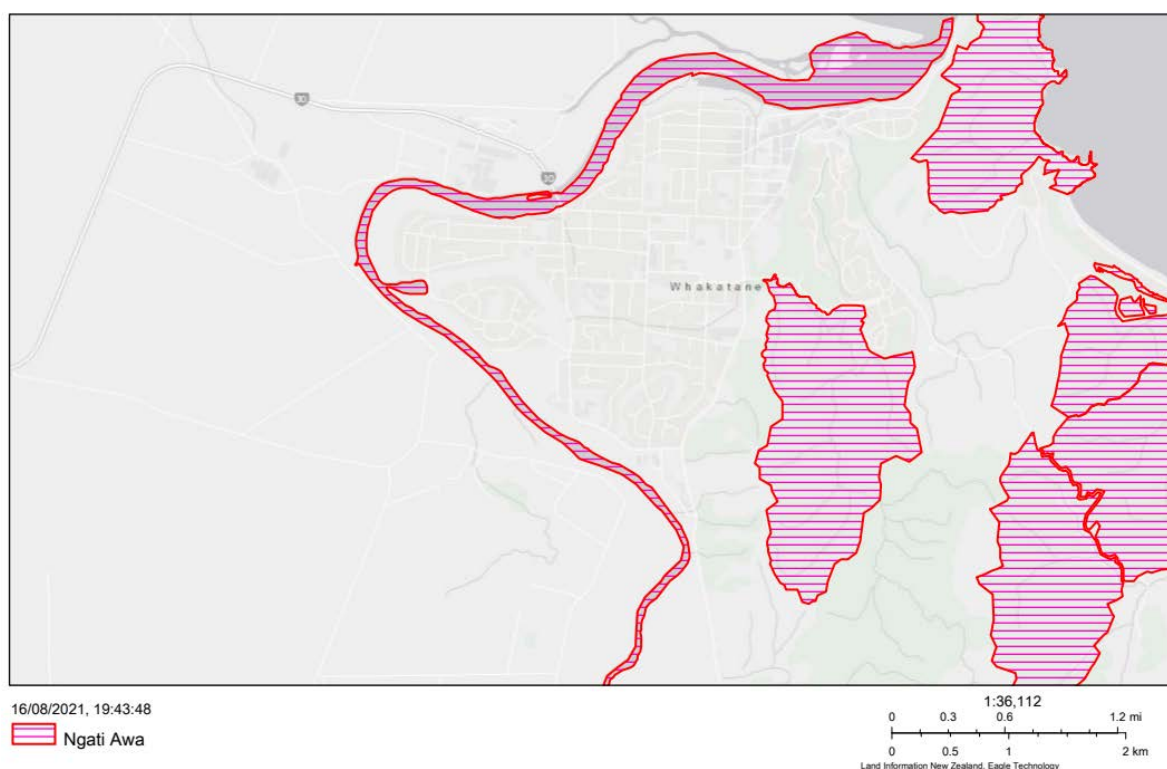 30
30
Whakatane
16/08/2021, 19:43:48
Ngati Awa
1:36,112
0 0.3 0.6 1.2 mi
0 0.5 1 2 km
Land Information New Zealand, Eagle Technology